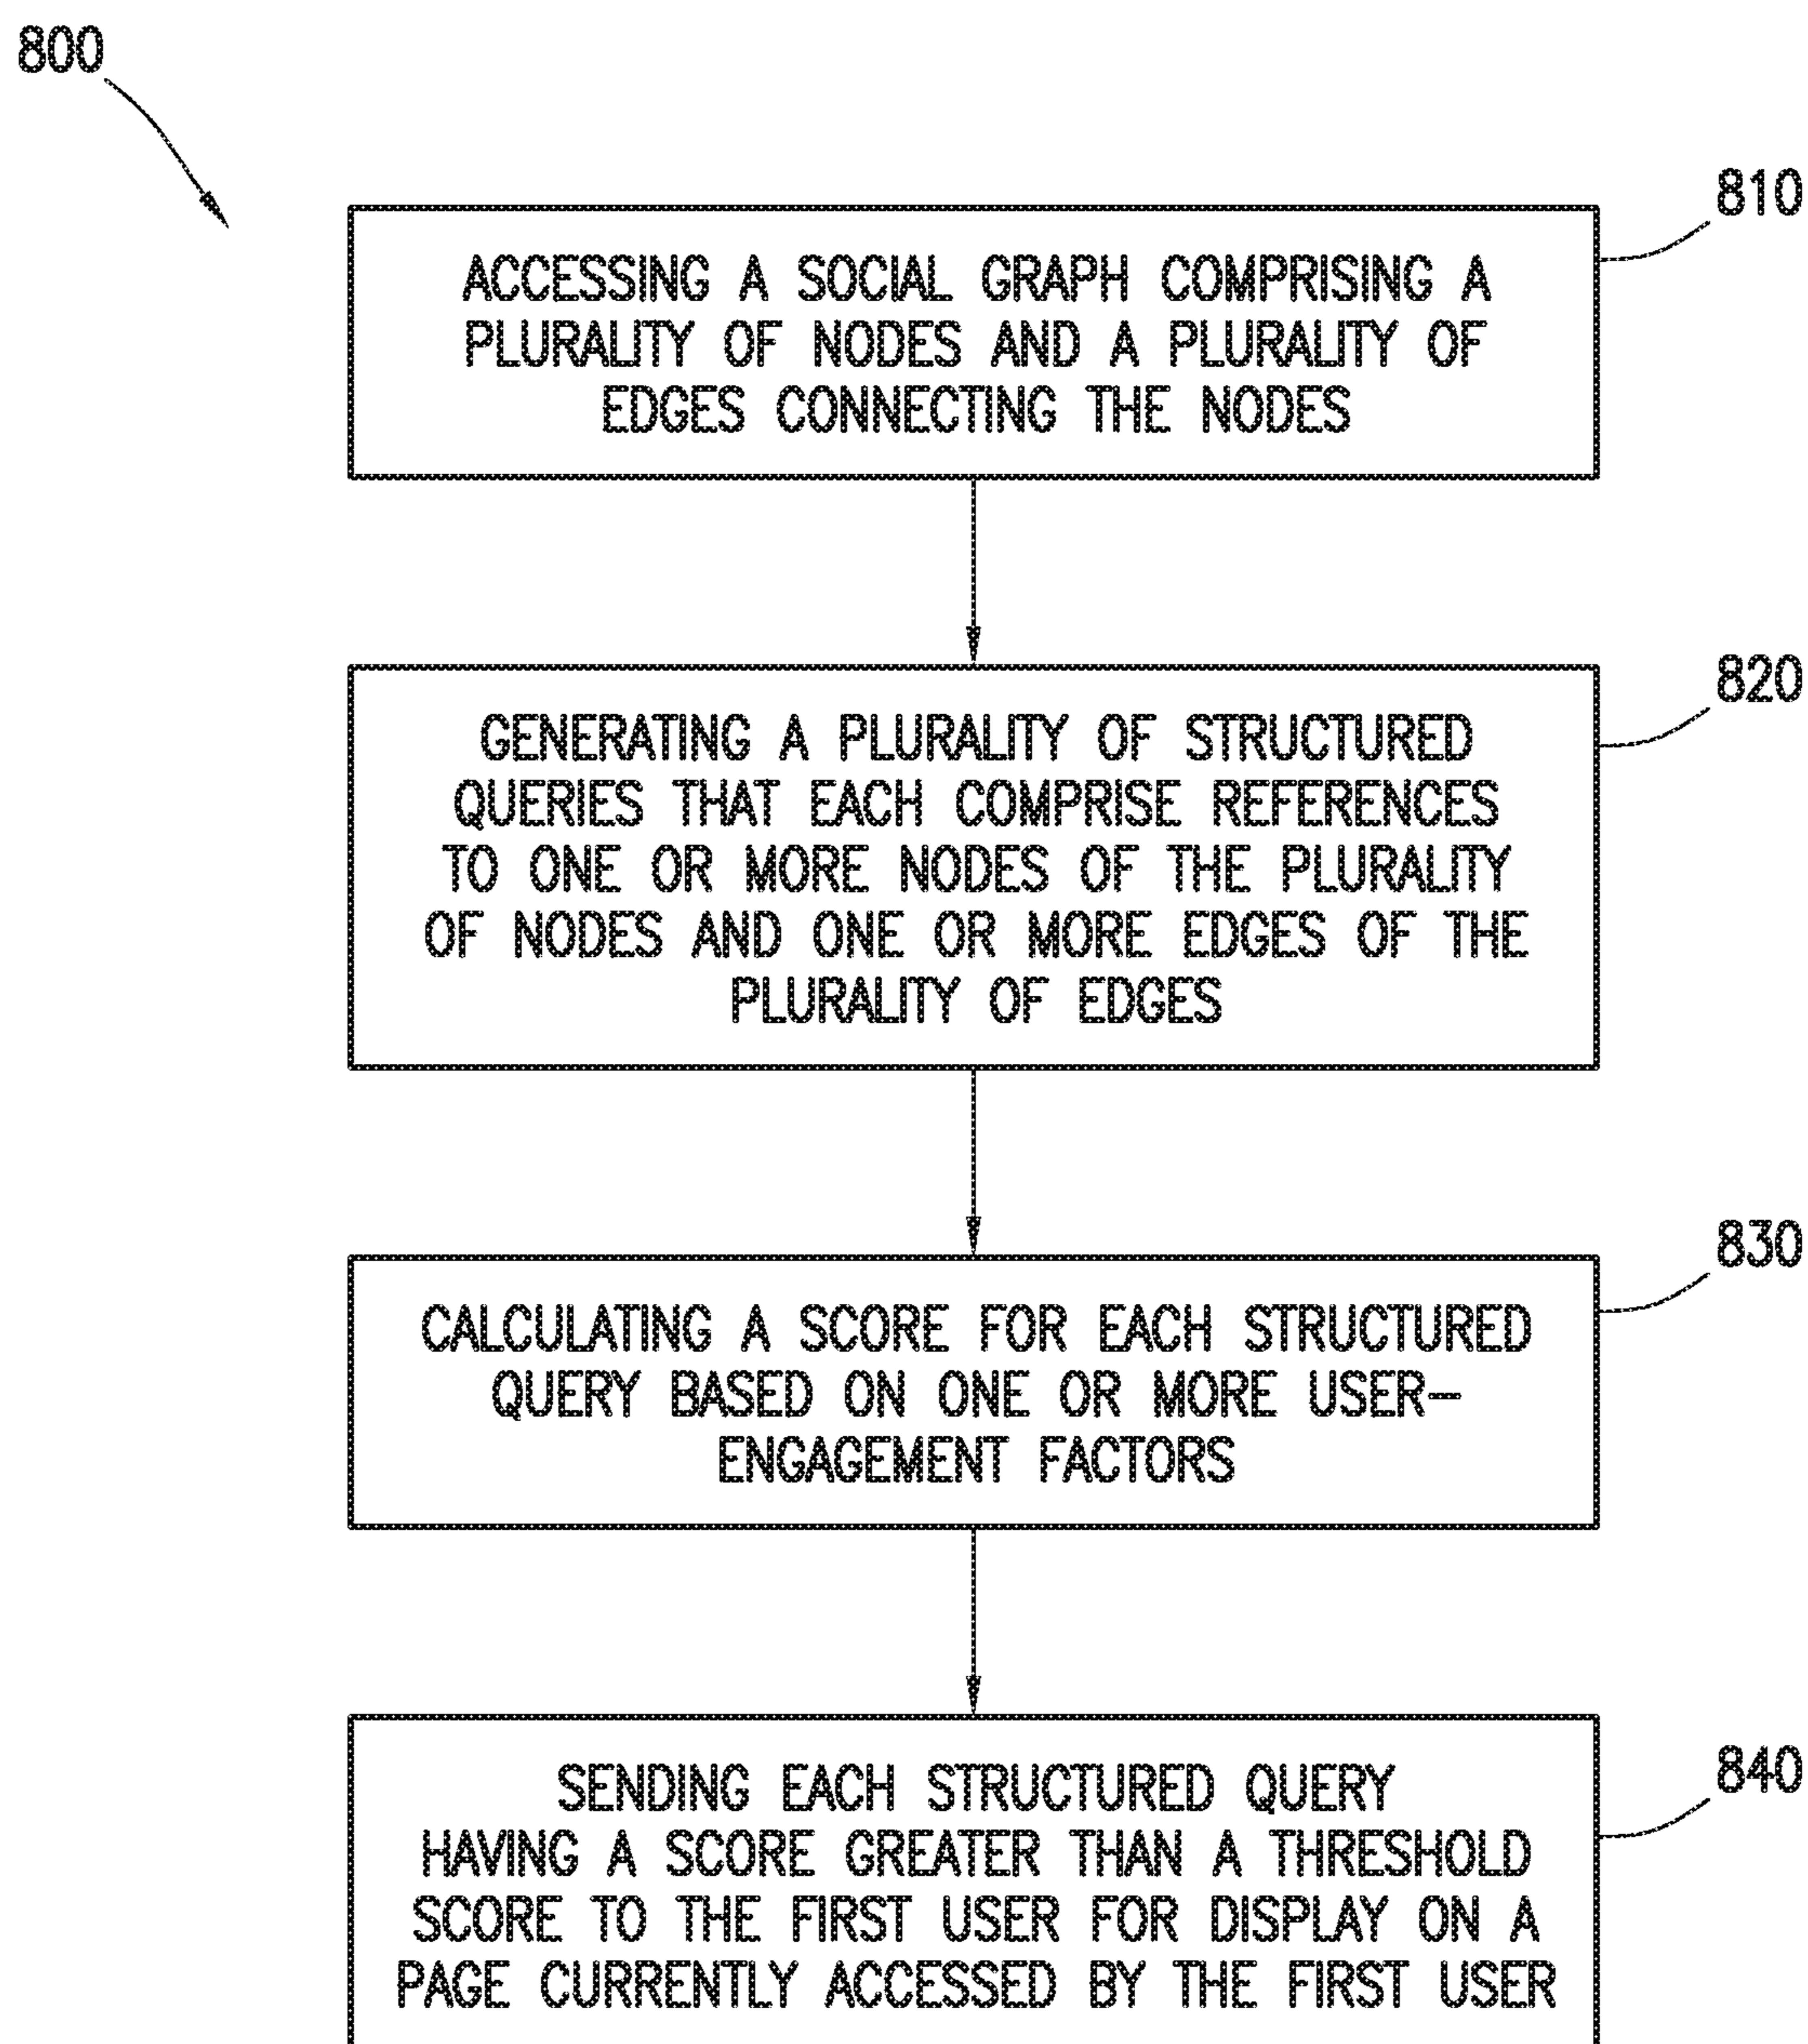 800
810
ACCESSING A SOCIAL GRAPH COMPRISING A
PLURALITY OF NODES AND A PLURALITY OF
EDGES CONNECTING THE NODES
820
GENERATING A PLURALITY OF STRUCTURED
QUERIES THAT EACH COMPRISE REFERENCES
TO ONE OR MORE NODES OF THE PLURALITY
OF NODES AND ONE OR MORE EDGES OF THE
PLURALITY OF EDGES
830
CALCULATING A SCORE FOR EACH STRUCTURED
QUERY BASED ON ONE OR MORE USER-
ENGAGEMENT FACTORS
840
SENDING EACH STRUCTURED QUERY
HAVING A SCORE GREATER THAN A THRESHOLD
SCORE TO THE FIRST USER FOR DISPLAY ON A
PAGE CURRENTLY ACCESSED BY THE FIRST USER